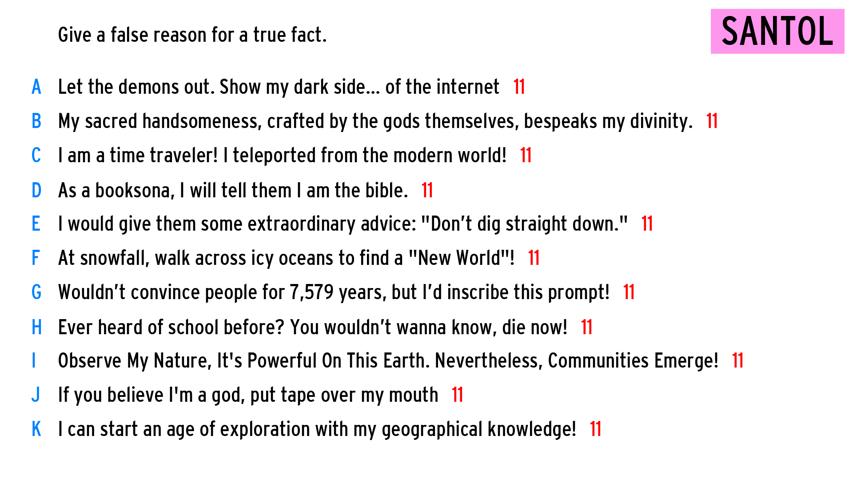 Give a false reason for a true fact.
SANTOL
A Let the demons out. Show my dark side... of the internet 11
B My sacred handsomeness, crafted by the gods themselves, bespeaks my divinity. 11
C I am a time traveler! I teleported from the modern world! 11
D As a booksona, I will tell them I am the bible. 11
E I would give them some extraordinary advice: "Don’t dig straight down." 11
F At snowfall, walk across icy oceans to find a "New World"! 11
G Wouldn’t convince people for 7,579 years, but I’d inscribe this prompt! 11
H Ever heard of school before? You wouldn’t wanna know, die now! 11
I Observe My Nature, It's Powerful On This Earth. Nevertheless, Communities Emerge! 11
J If you believe I'm a god, put tape over my mouth 11
K I can start an age of exploration with my geographical knowledge! 11